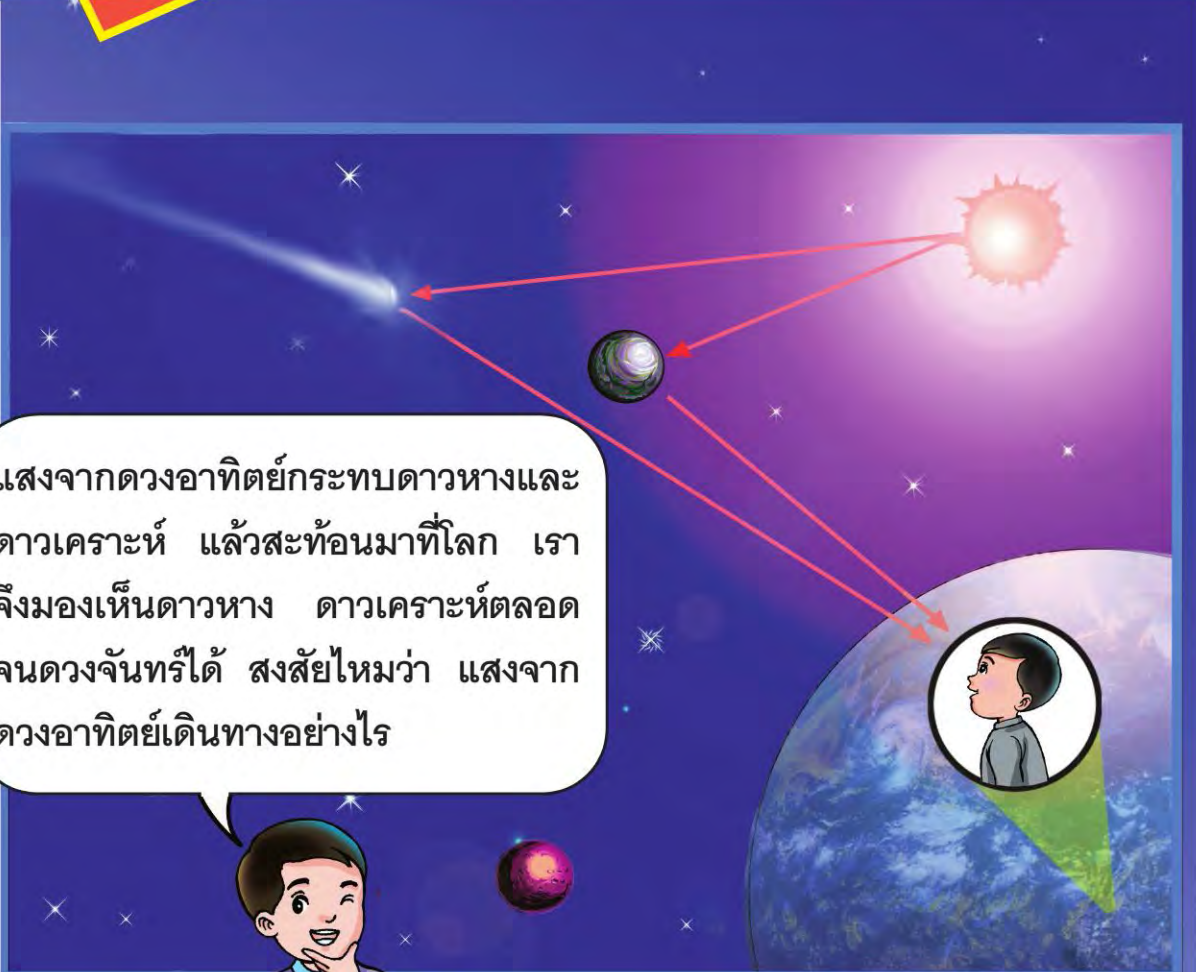 แสงจากดวงอาทิตย์กระทบดาวหางและ
ดาวเคราะห์ แล้วสะท้อนมาที่โลก เรา
จึงมองเห็นดาวหาง ดาวเคราะห์ตลอด
จนดวงจันทร์ได้ สงสัยไหมว่า แสงจาก
ดวงอาทิตย์เดินทางอย่างไร